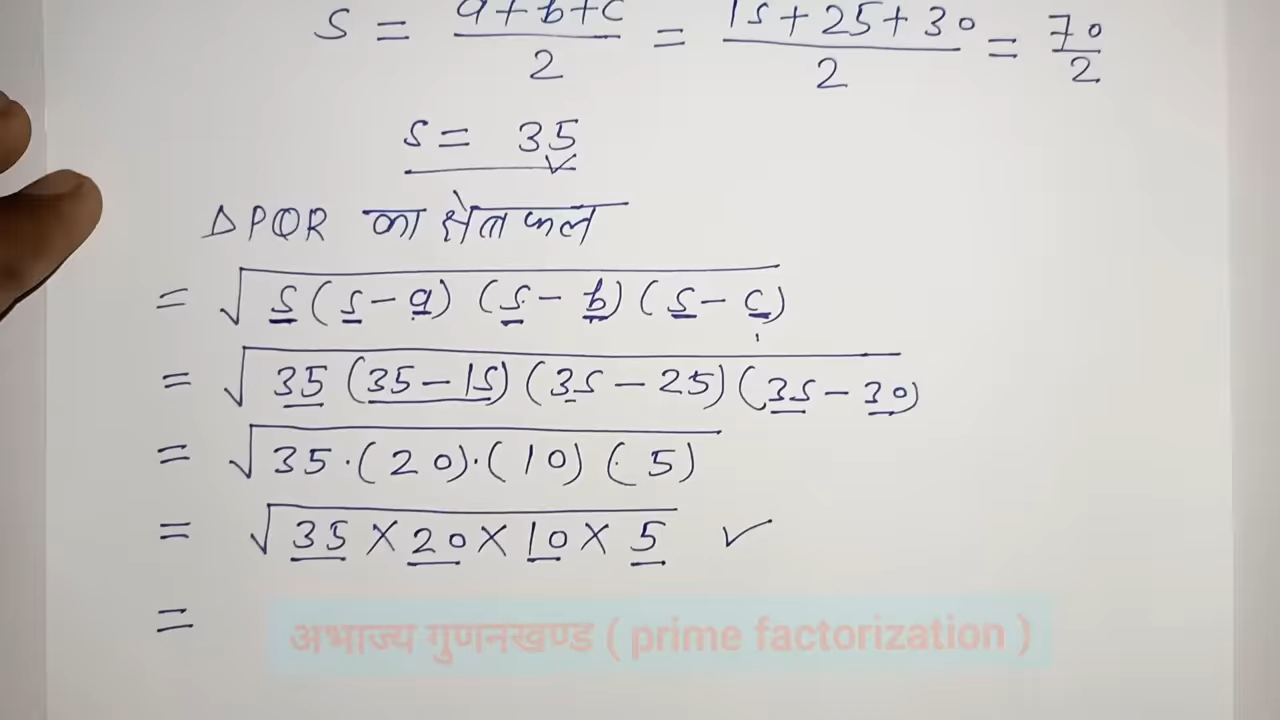 S = a+b+c/2 = 15+25+30/2 = 70/2
S = 35
Δ PQR का क्षेत्रफल
= √S(S-a) (S-b) (S-c)
= √35 (35-15) (35-25) (35-30)
= √35·(20)·(10) (5)
= √35×20×10×5 ✓
=
अभाज्य गुणनखण्ड ( prime factorization )